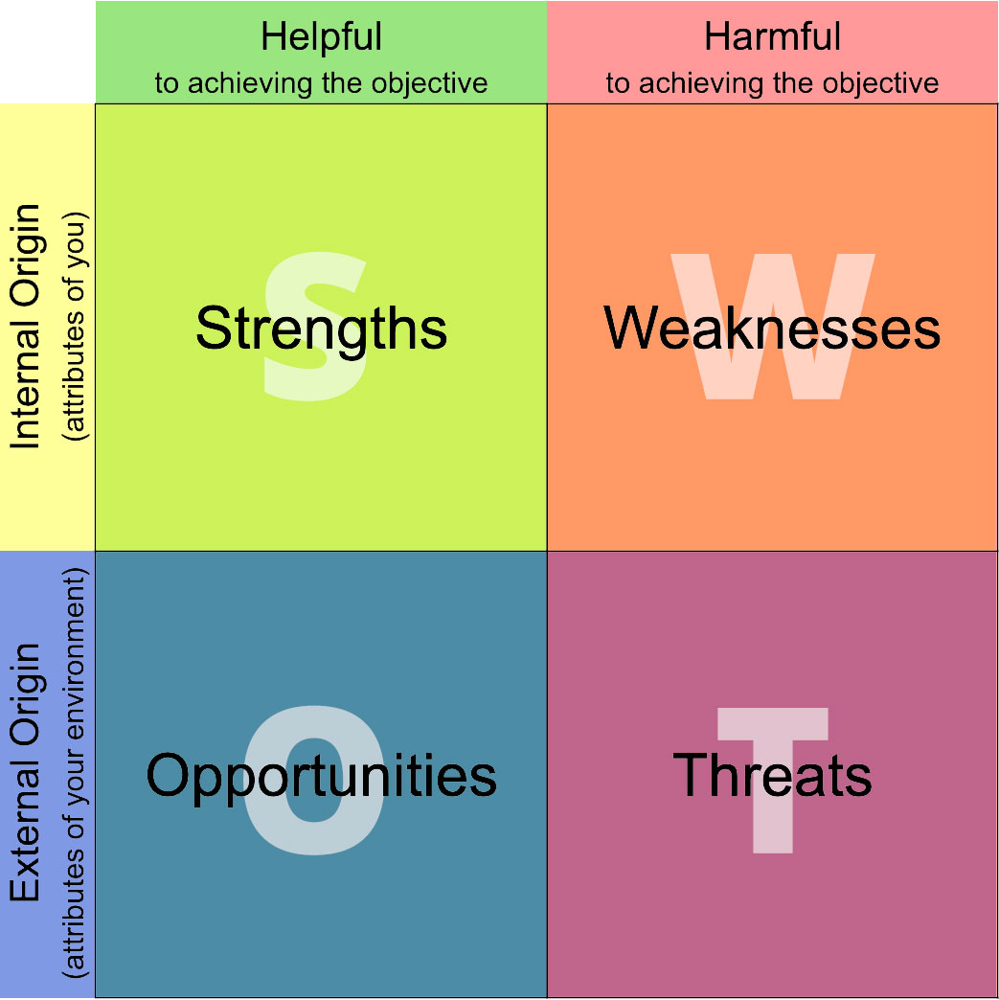 Helpful
to achieving the objective
Harmful
to achieving the objective
Internal Origin
(attributes of you)
S
Strengths
W
Weaknesses
External Origin
(attributes of your environment)
O
Opportunities
T
Threats